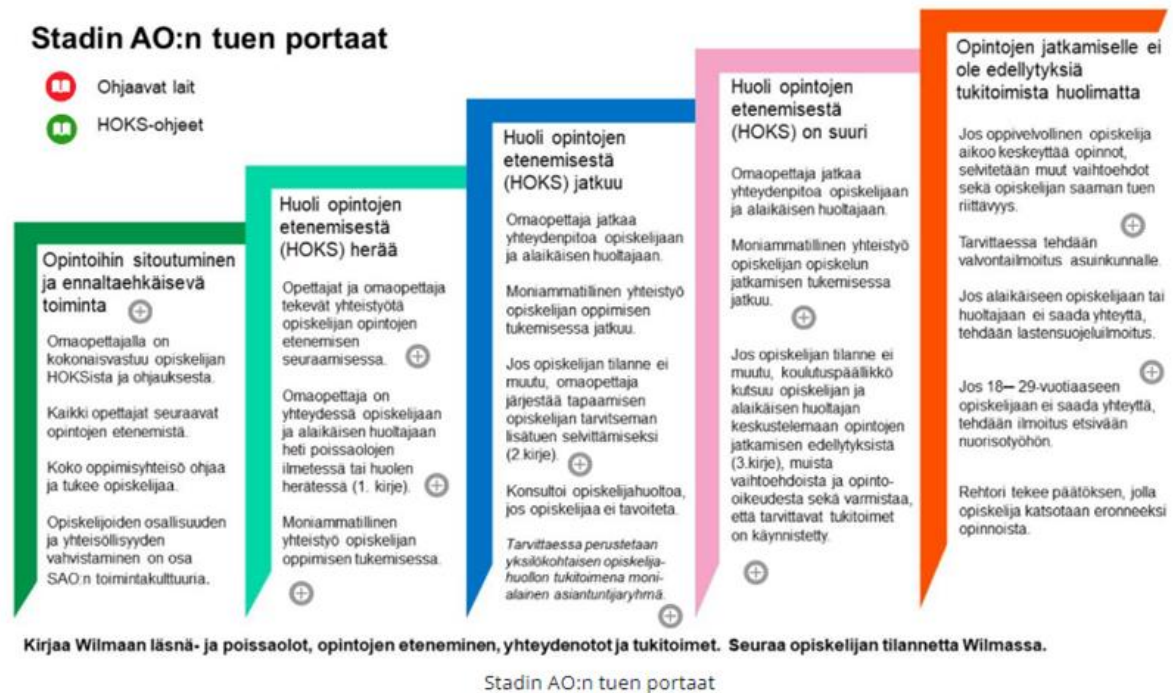 Stadin AO:n tuen portaat
Ohjaavat lait
HOKS-ohjeet
Opintoihin sitoutuminen
ja ennaltaehkäisevä
toiminta
Omaopettajalla on
kokonaisvastuu opiskelijan
HOKSista ja ohjauksesta.
Kaikki opettajat seuraavat
opintojen etenemistä.
Koko oppimisyhteisö ohjaa
ja tukee opiskelijaa.
Opiskelijoiden osallisuuden
ja yhteisöllisyyden
vahvistaminen on osa
SAO:n toimintakulttuuria.
Huoli opintojen
etenemisestä
(HOKS) herää
Opettajat ja omaopettaja
tekevät yhteistyötä
opiskelijan opintojen
etenemisen
seuraamisessa.
Omaopettaja on
yhteydessä opiskelijaan
ja alaikäisen huoltajaan
heti poissaolojen
ilmetessä tai huolen
herätessä (1. kirje).
Moniammatillinen
yhteistyö opiskelijan
oppimisen tukemisessa.
Huoli opintojen
etenemisestä
(HOKS) jatkuu
Omaopettaja jatkaa
yhteydenpitoa opiskelijaan
ja alaikäisen huoltajaan.
Moniammatillinen yhteistyö
opiskelijan oppimisen
tukemisessa jatkuu.
Jos opiskelijan tilanne ei
muutu, omaopettaja
järjestää tapaamisen
opiskelijan tarvitseman
lisätuen selvittämiseksi
(2.kirje).
Konsultoi opiskelijahuoltoa,
jos opiskelijaa ei tavoiteta.
Tarvittaessa perustetaan
yksilökohtaisen opiskelija-
huollon tukitoimena moni-
alainen asiantuntijaryhmä.
Huoli opintojen
etenemisestä
(HOKS) on suuri
Omaopettaja jatkaa
yhteydenpitoa opiskelijaan
ja alaikäisen huoltajaan.
Moniammatillinen yhteistyö
opiskelijan opiskelun
jatkamisen tukemisessa
jatkuu.
Jos opiskelijan tilanne ei
muutu, koulutuspäällikkö
kutsuu opiskelijan ja
alaikäisen huoltajan
keskustelemaan opintojen
jatkamisen edellytyksistä
(3.kirje), muista
vaihtoehdoista ja opinto-
oikeudesta sekä varmistaa,
että tarvittavat tukitoimet
on käynnistetty.
Opintojen jatkamiselle ei
ole edellytyksiä
tukitoimista huolimatta
Jos oppivelvollinen opiskelija
aikoo keskeyttää opinnot,
selvitetään muut vaihtoehdot
sekä opiskelijan saaman tuen
riittävyys.
Tarvittaessa tehdään
valvontailmoitus asuinkunnalle.
Jos alaikäiseen opiskelijaan tai
huoltajaan ei saada yhteyttä,
tehdään lastensuojeluilmoitus.
Jos 18–29-vuotiaaseen
opiskelijaan ei saada yhteyttä,
tehdään ilmoitus etsivään
nuorisotyöhön.
Rehtori tekee päätöksen, jolla
opiskelija katsotaan eronneeksi
opinnoista.
Kirjaa Wilmaan läsnä- ja poissaolot, opintojen eteneminen, yhteydenotot ja tukitoimet. Seuraa opiskelijan tilannetta Wilmassa.
Stadin AO:n tuen portaat